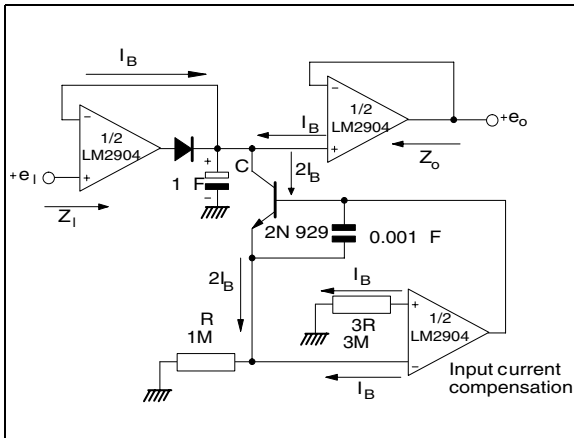 I_B
−
1/2
LM2904
+e_I
+
Z_I
+
1 F
−
C
I_B
2I_B
−
1/2
LM2904
+
+e_o
Z_o
2N 929
0.001 F
2I_B
R
1M
I_B
3R
3M
+
1/2
LM2904
−
I_B
Input current
compensation